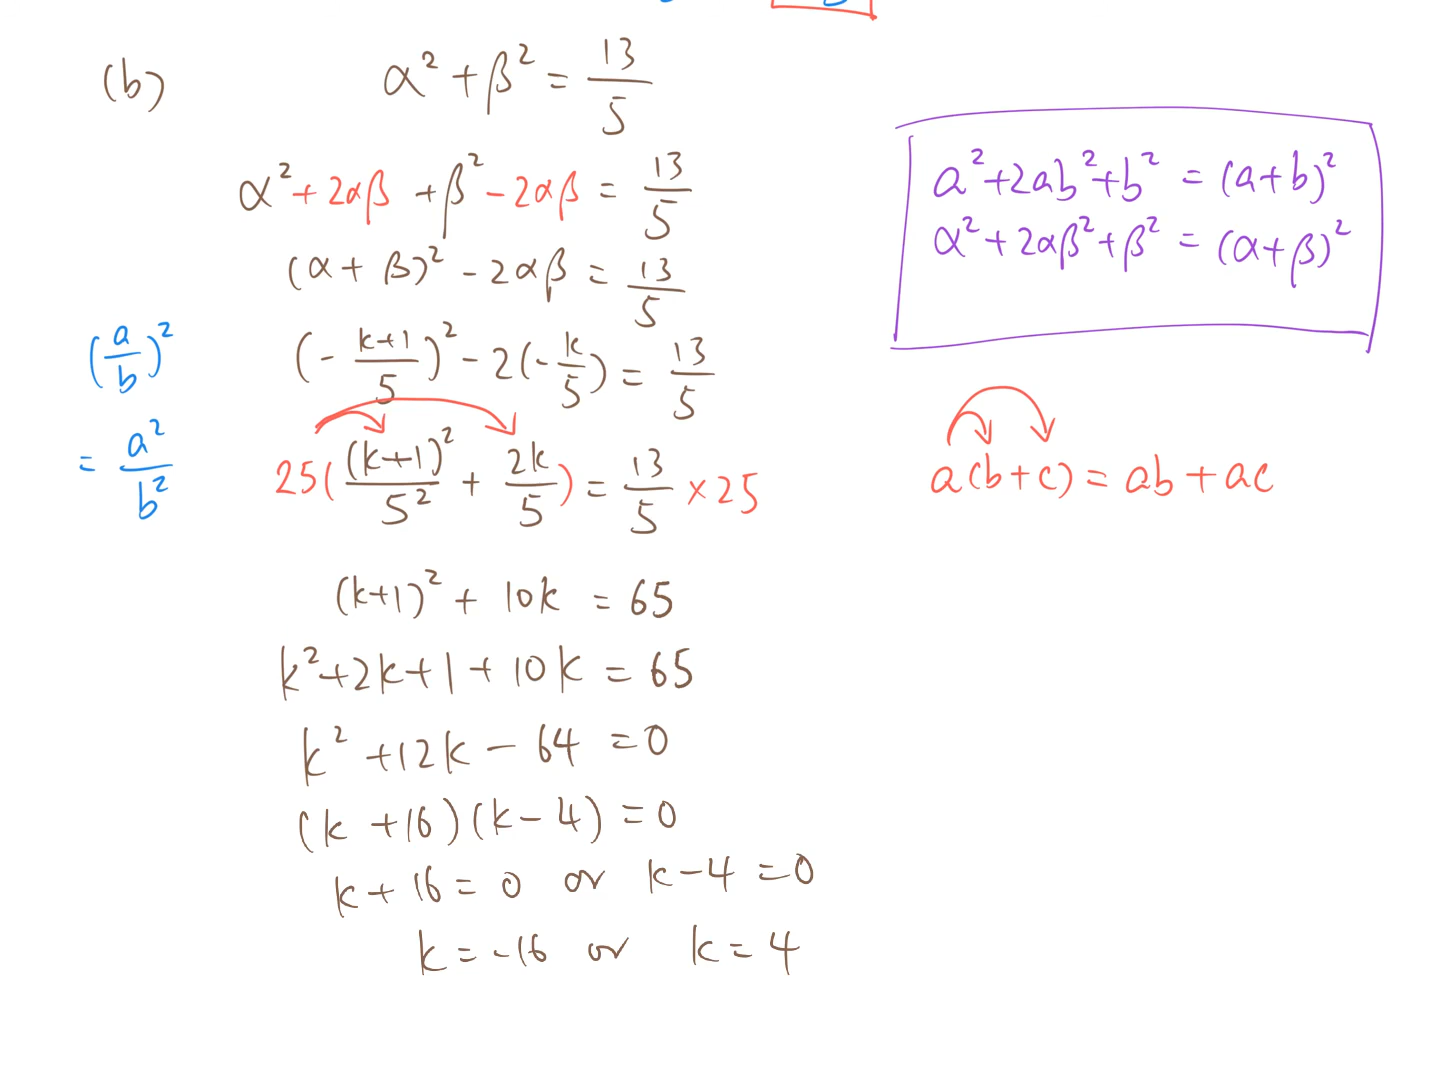 (b) α² + β² = 13/5
α² + 2αβ + β² - 2αβ = 13/5
(α + β)² - 2αβ = 13/5
(- (k+1)/5)² - 2(- k/5) = 13/5
25( (k+1)²/5² + 2k/5 ) = 13/5 × 25
(k+1)² + 10k = 65
k² + 2k + 1 + 10k = 65
k² + 12k - 64 = 0
(k + 16)(k - 4) = 0
k + 16 = 0 or k - 4 = 0
k = -16 or k = 4
(a/b)²
= a²/b²
a² + 2ab² + b² = (a+b)²
α² + 2αβ² + β² = (α+β)²
a(b+c) = ab + ac